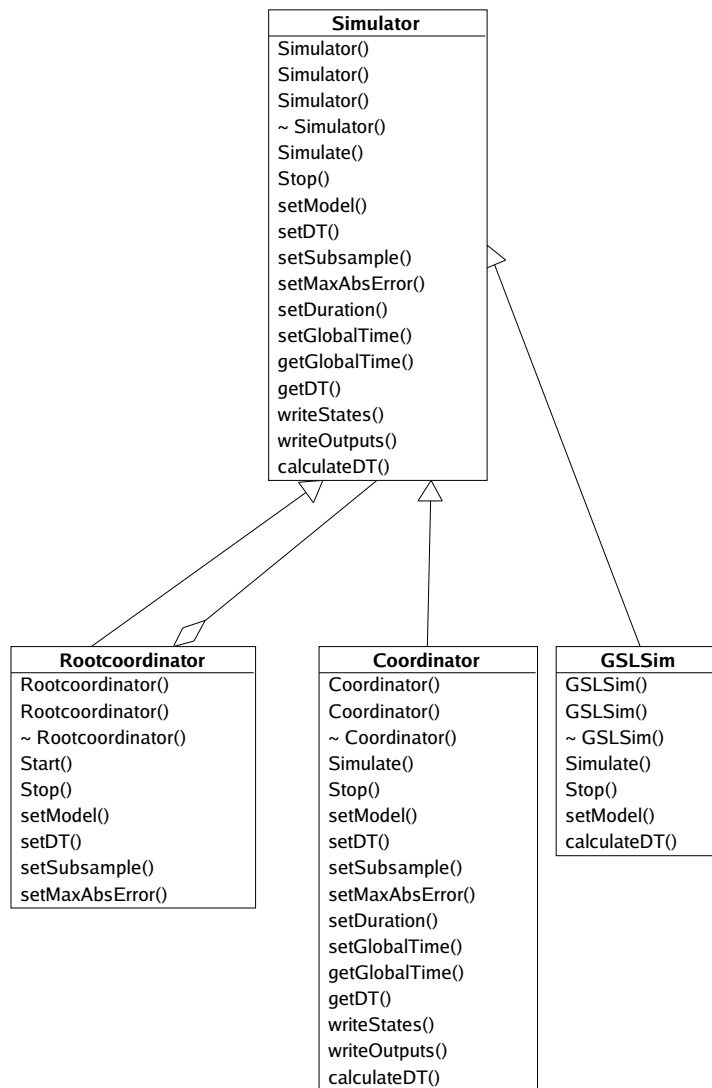 Simulator
Simulator()
Simulator()
Simulator()
~ Simulator()
Simulate()
Stop()
setModel()
setDT()
setSubsample()
setMaxAbsError()
setDuration()
setGlobalTime()
getGlobalTime()
getDT()
writeStates()
writeOutputs()
calculateDT()
Rootcoordinator
Rootcoordinator()
Rootcoordinator()
~ Rootcoordinator()
Start()
Stop()
setModel()
setDT()
setSubsample()
setMaxAbsError()
Coordinator
Coordinator()
Coordinator()
~ Coordinator()
Simulate()
Stop()
setModel()
setDT()
setSubsample()
setMaxAbsError()
setDuration()
setGlobalTime()
getGlobalTime()
getDT()
writeStates()
writeOutputs()
calculateDT()
GSLSim
GSLSim()
GSLSim()
~ GSLSim()
Simulate()
Stop()
setModel()
calculateDT()